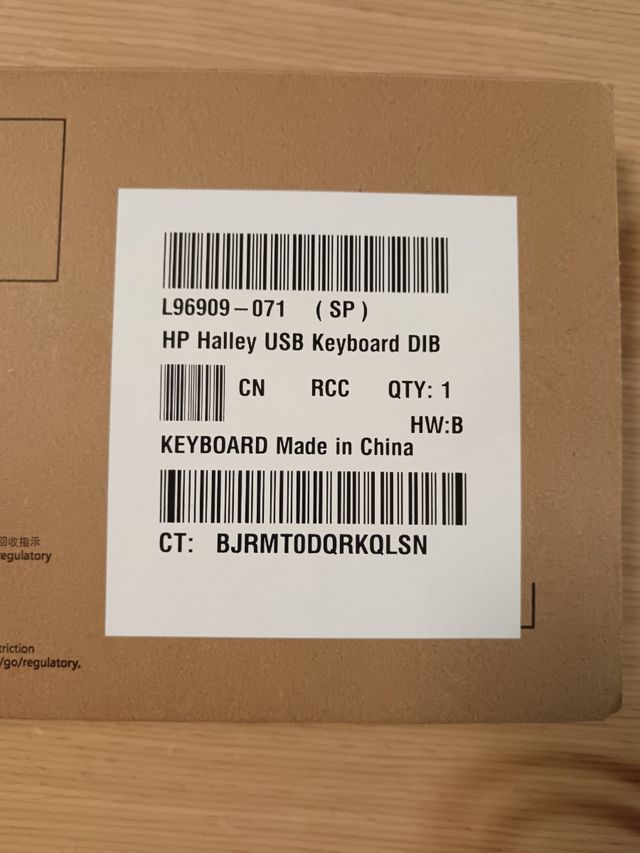 L96909-071 (SP)
HP Halley USB Keyboard DIB
CN RCC QTY: 1
HW:B
KEYBOARD Made in China
CT: BJRMT0DQRKQLSN
回收指示
egulatory
triction
/go/regulatory.